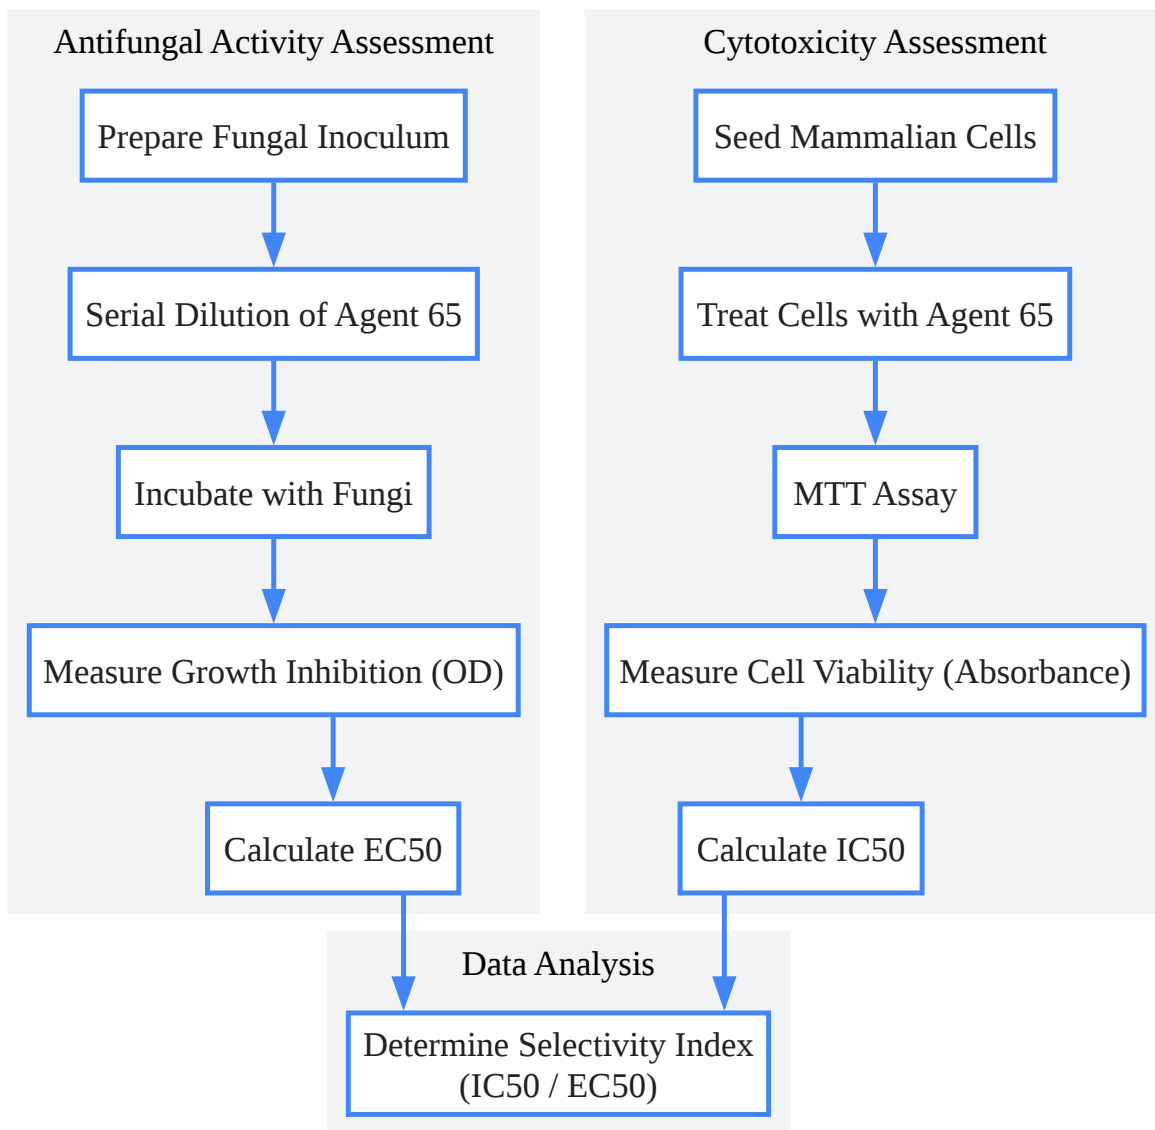 Antifungal Activity Assessment
Prepare Fungal Inoculum
Serial Dilution of Agent 65
Incubate with Fungi
Measure Growth Inhibition (OD)
Calculate EC50
Cytotoxicity Assessment
Seed Mammalian Cells
Treat Cells with Agent 65
MTT Assay
Measure Cell Viability (Absorbance)
Calculate IC50
Data Analysis
Determine Selectivity Index
(IC50 / EC50)